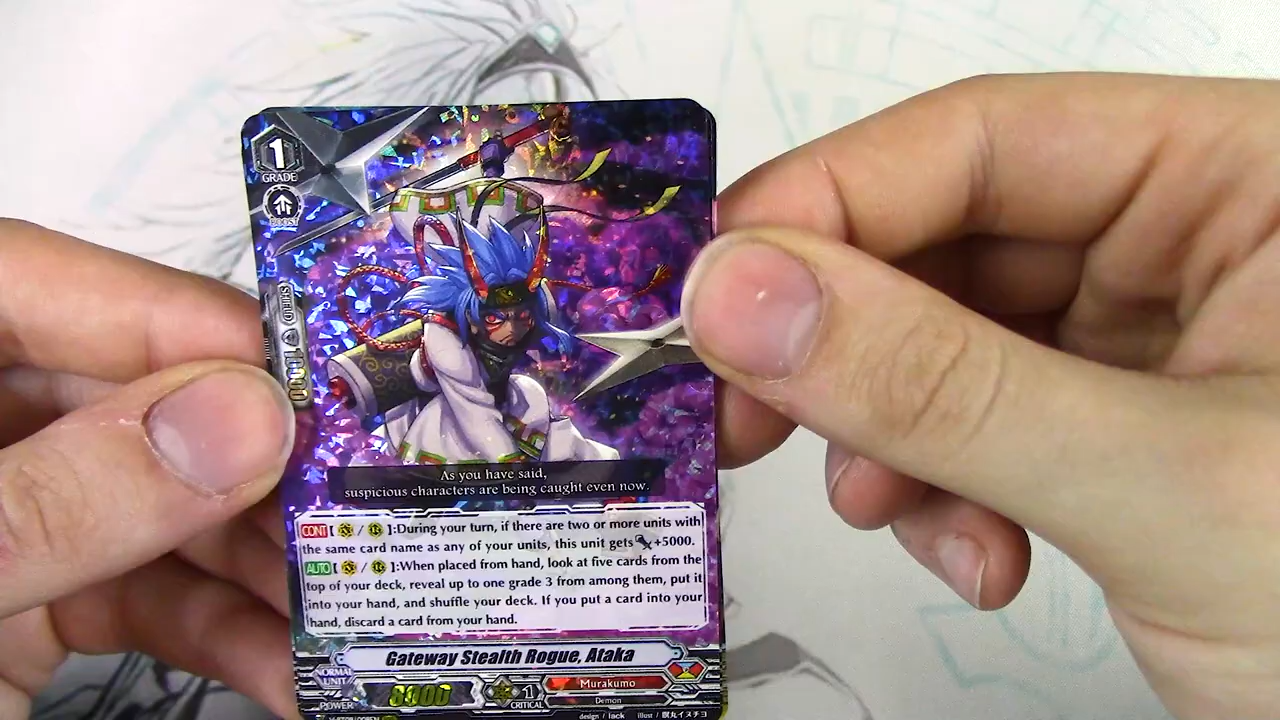 1
GRADE
BOOST
SHIELD 10000
As you have said,
suspicious characters are being caught even now.
CONT [ / ]:During your turn, if there are two or more units with
the same card name as any of your units, this unit gets +5000.
AUTO [ / ]:When placed from hand, look at five cards from the
top of your deck, reveal up to one grade 3 from among them, put it
into your hand, and shuffle your deck. If you put a card into your
hand, discard a card from your hand.
Gateway Stealth Rogue, Ataka
NORMAL
UNIT
POWER
8000
1
CRITICAL
Murakumo
Demon
design / lack illust /